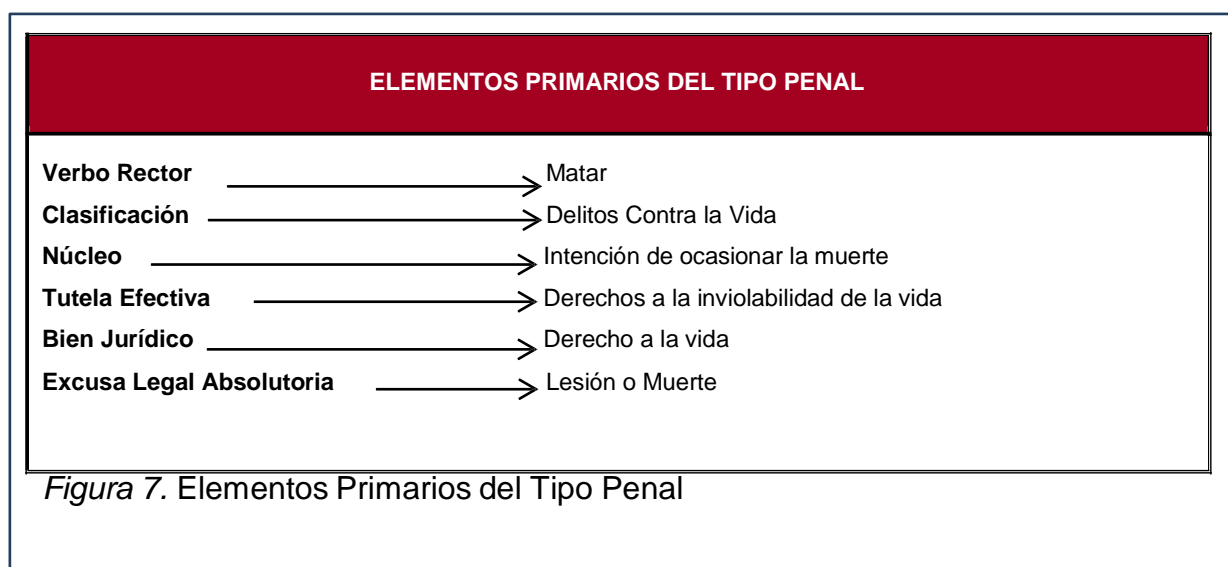 ELEMENTOS PRIMARIOS DEL TIPO PENAL
Verbo Rector Matar
Clasificación Delitos Contra la Vida
Núcleo Intención de ocasionar la muerte
Tutela Efectiva Derechos a la inviolabilidad de la vida
Bien Jurídico Derecho a la vida
Excusa Legal Absolutoria Lesión o Muerte
Figura 7. Elementos Primarios del Tipo Penal